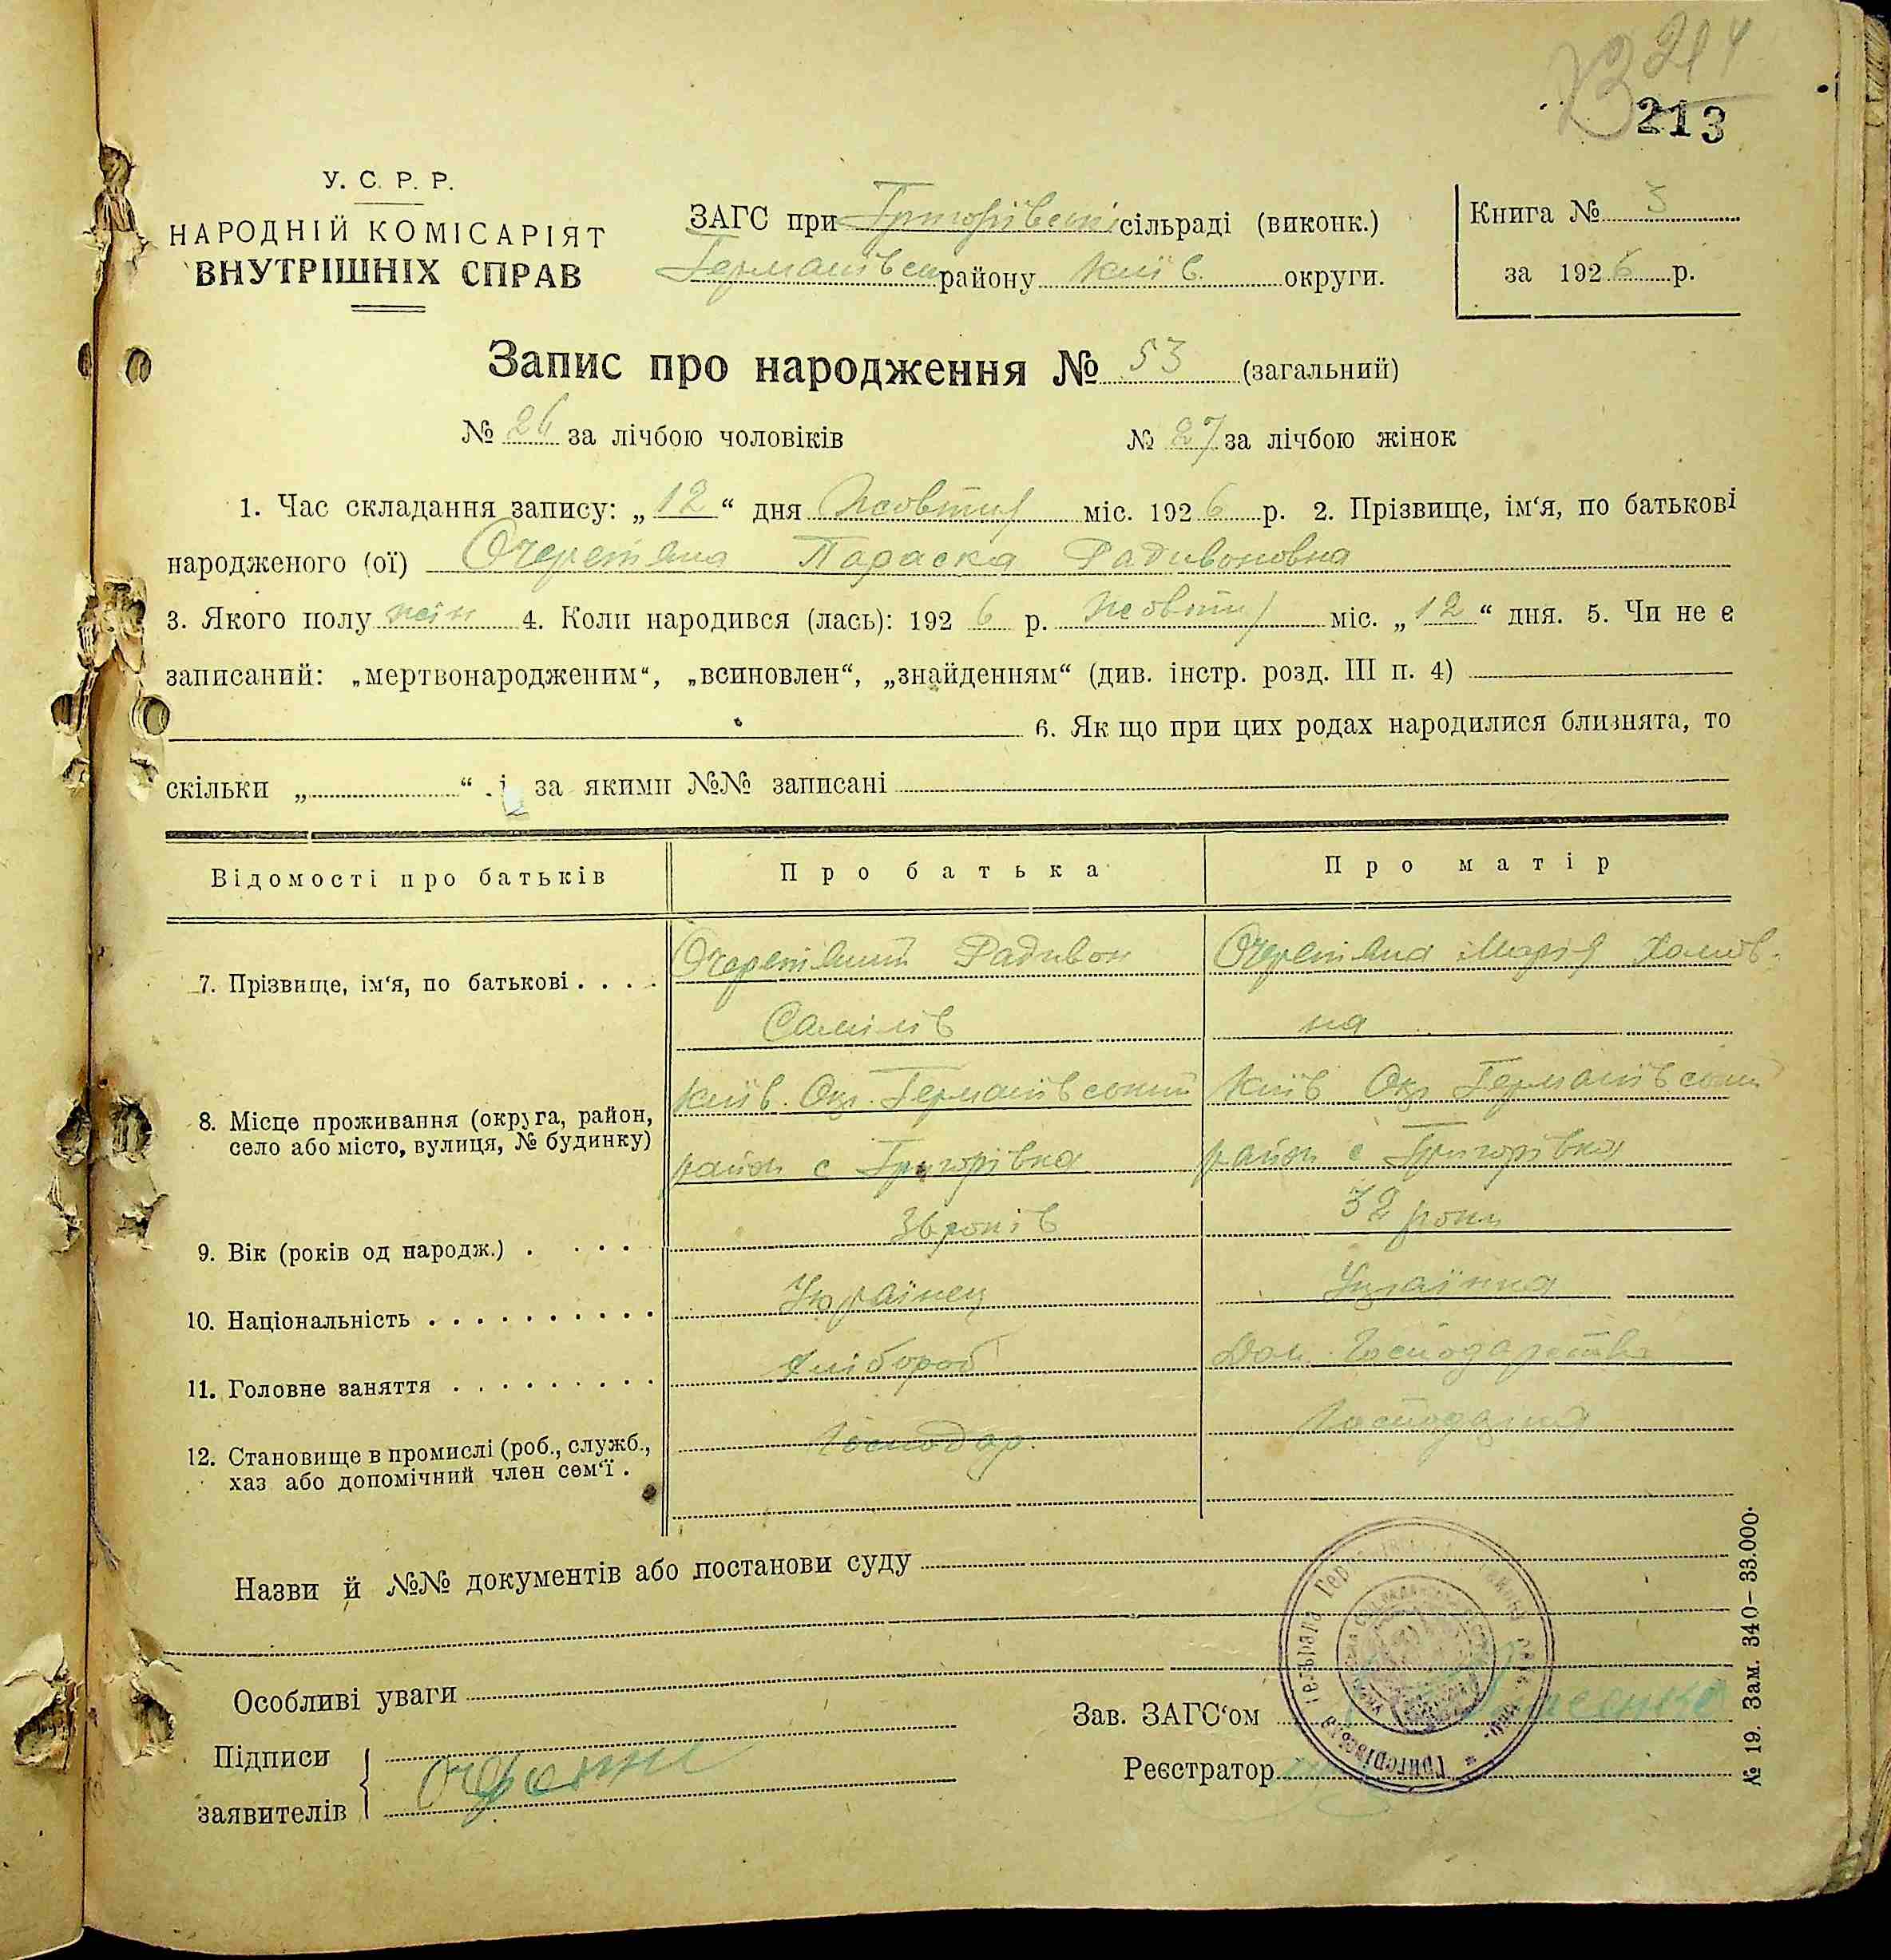 214
213
У. С. Р. Р.
НАРОДНІЙ КОМІСАРІЯТ
ВНУТРІШНІХ СПРАВ
ЗАГС при Григорівськ сільраді (виконк.)
Германівськ району Київ. округи.
Книга № 3
за 1926 р.
Запис про народження № 53 (загальний)
№ 26 за лічбою чоловіків № 27 за лічбою жінок
1. Час складання запису: „12“ дня Жовтня міс. 1926 р. 2. Прізвище, ім‘я, по батькові
народженого (ої) Очеретяна Параска Радивоновна
3. Якого полу жін 4. Коли народився (лась): 1926 р. Жовтня міс. „12“ дня. 5. Чи не є
записаний: „мертвонародженим“, „всиновлен“, „знайденням“ (див. інстр. розд. III п. 4)
6. Як що при цих родах народилися близнята, то
скільки „ “ і за якими №№ записані
Відомості про батьків Про батька Про матір
7. Прізвище, ім‘я, по батькові . . . . Очеретяний Радивон Очеретяна Марія Хомов-
Самілів на
8. Місце проживання (округа, район, село або місто, вулиця, № будинку) Київ. Окр. Германівський Київ Окр Германівський
район с Григорівка район с Григорівка
9. Вік (років од народж.) . . . . 36 років 32 роки
10. Національність . . . . . . . . . . Українец Українка
11. Головне заняття . . . . . . . . . Хлібороб Дом. Господарство
12. Становище в промислі (роб., служб., хаз або допомічний член сем‘ї . Господар. Господарка
Назви й №№ документів або постанови суду
Особливі уваги
Зав. ЗАГС‘ом
Підписи
заявителів
Реєстратор
№ 19. Зам. 340–33.000.